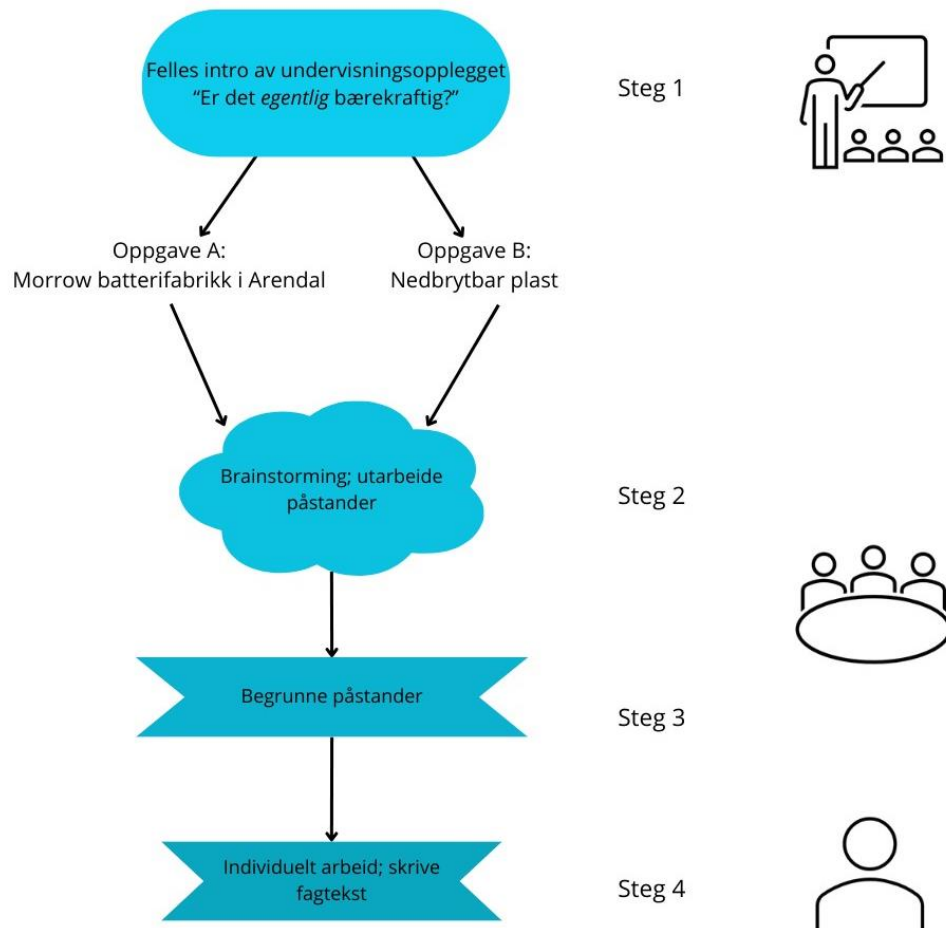 Felles intro av undervisningsopplegget
“Er det egentlig bærekraftig?”
Steg 1
Oppgave A:
Morrow batterifabrikk i Arendal
Oppgave B:
Nedbrytbar plast
Brainstorming; utarbeide
påstander
Steg 2
Begrunne påstander
Steg 3
Individuelt arbeid; skrive
fagtekst
Steg 4